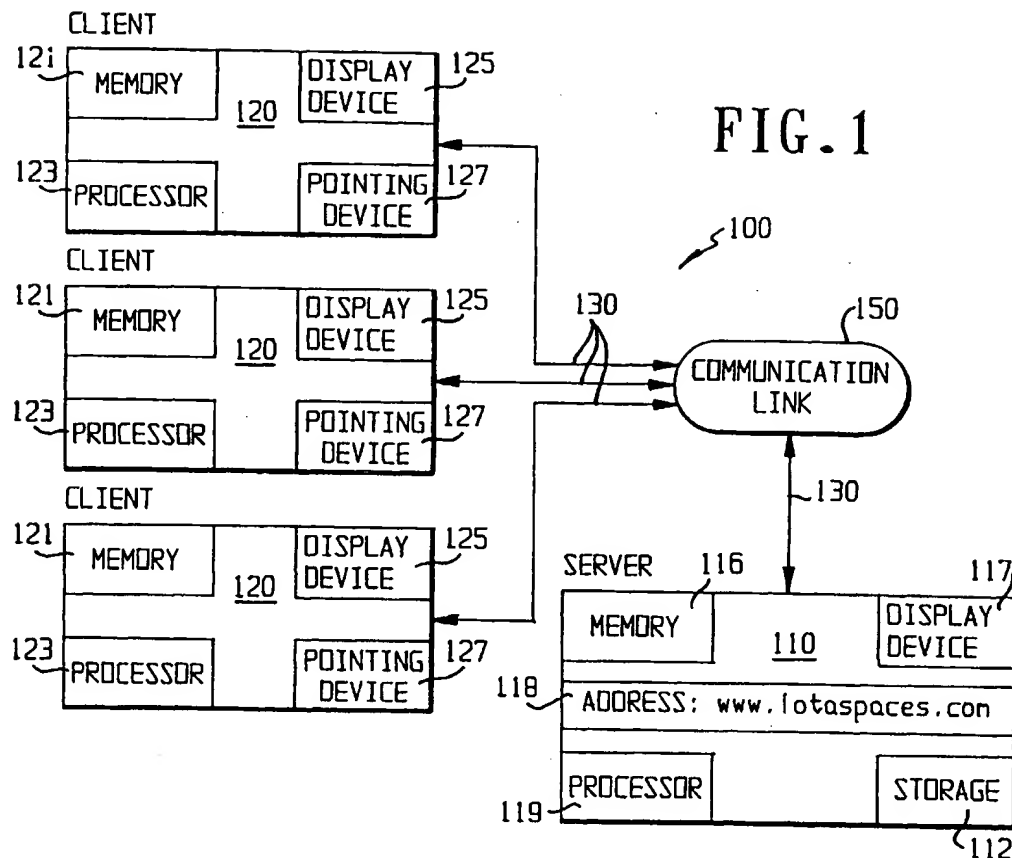 CLIENT
12i
MEMORY
120
DISPLAY
DEVICE
125
123
PROCESSOR
POINTING
DEVICE
127
FIG.1
100
CLIENT
121
MEMORY
120
DISPLAY
DEVICE
125
123
PROCESSOR
POINTING
DEVICE
127
130
150
COMMUNICATION
LINK
130
CLIENT
121
MEMORY
120
DISPLAY
DEVICE
125
123
PROCESSOR
POINTING
DEVICE
127
SERVER
116
117
MEMORY
110
DISPLAY
DEVICE
118
ADDRESS: www.lotaspaces.com
PROCESSOR
119
STORAGE
112